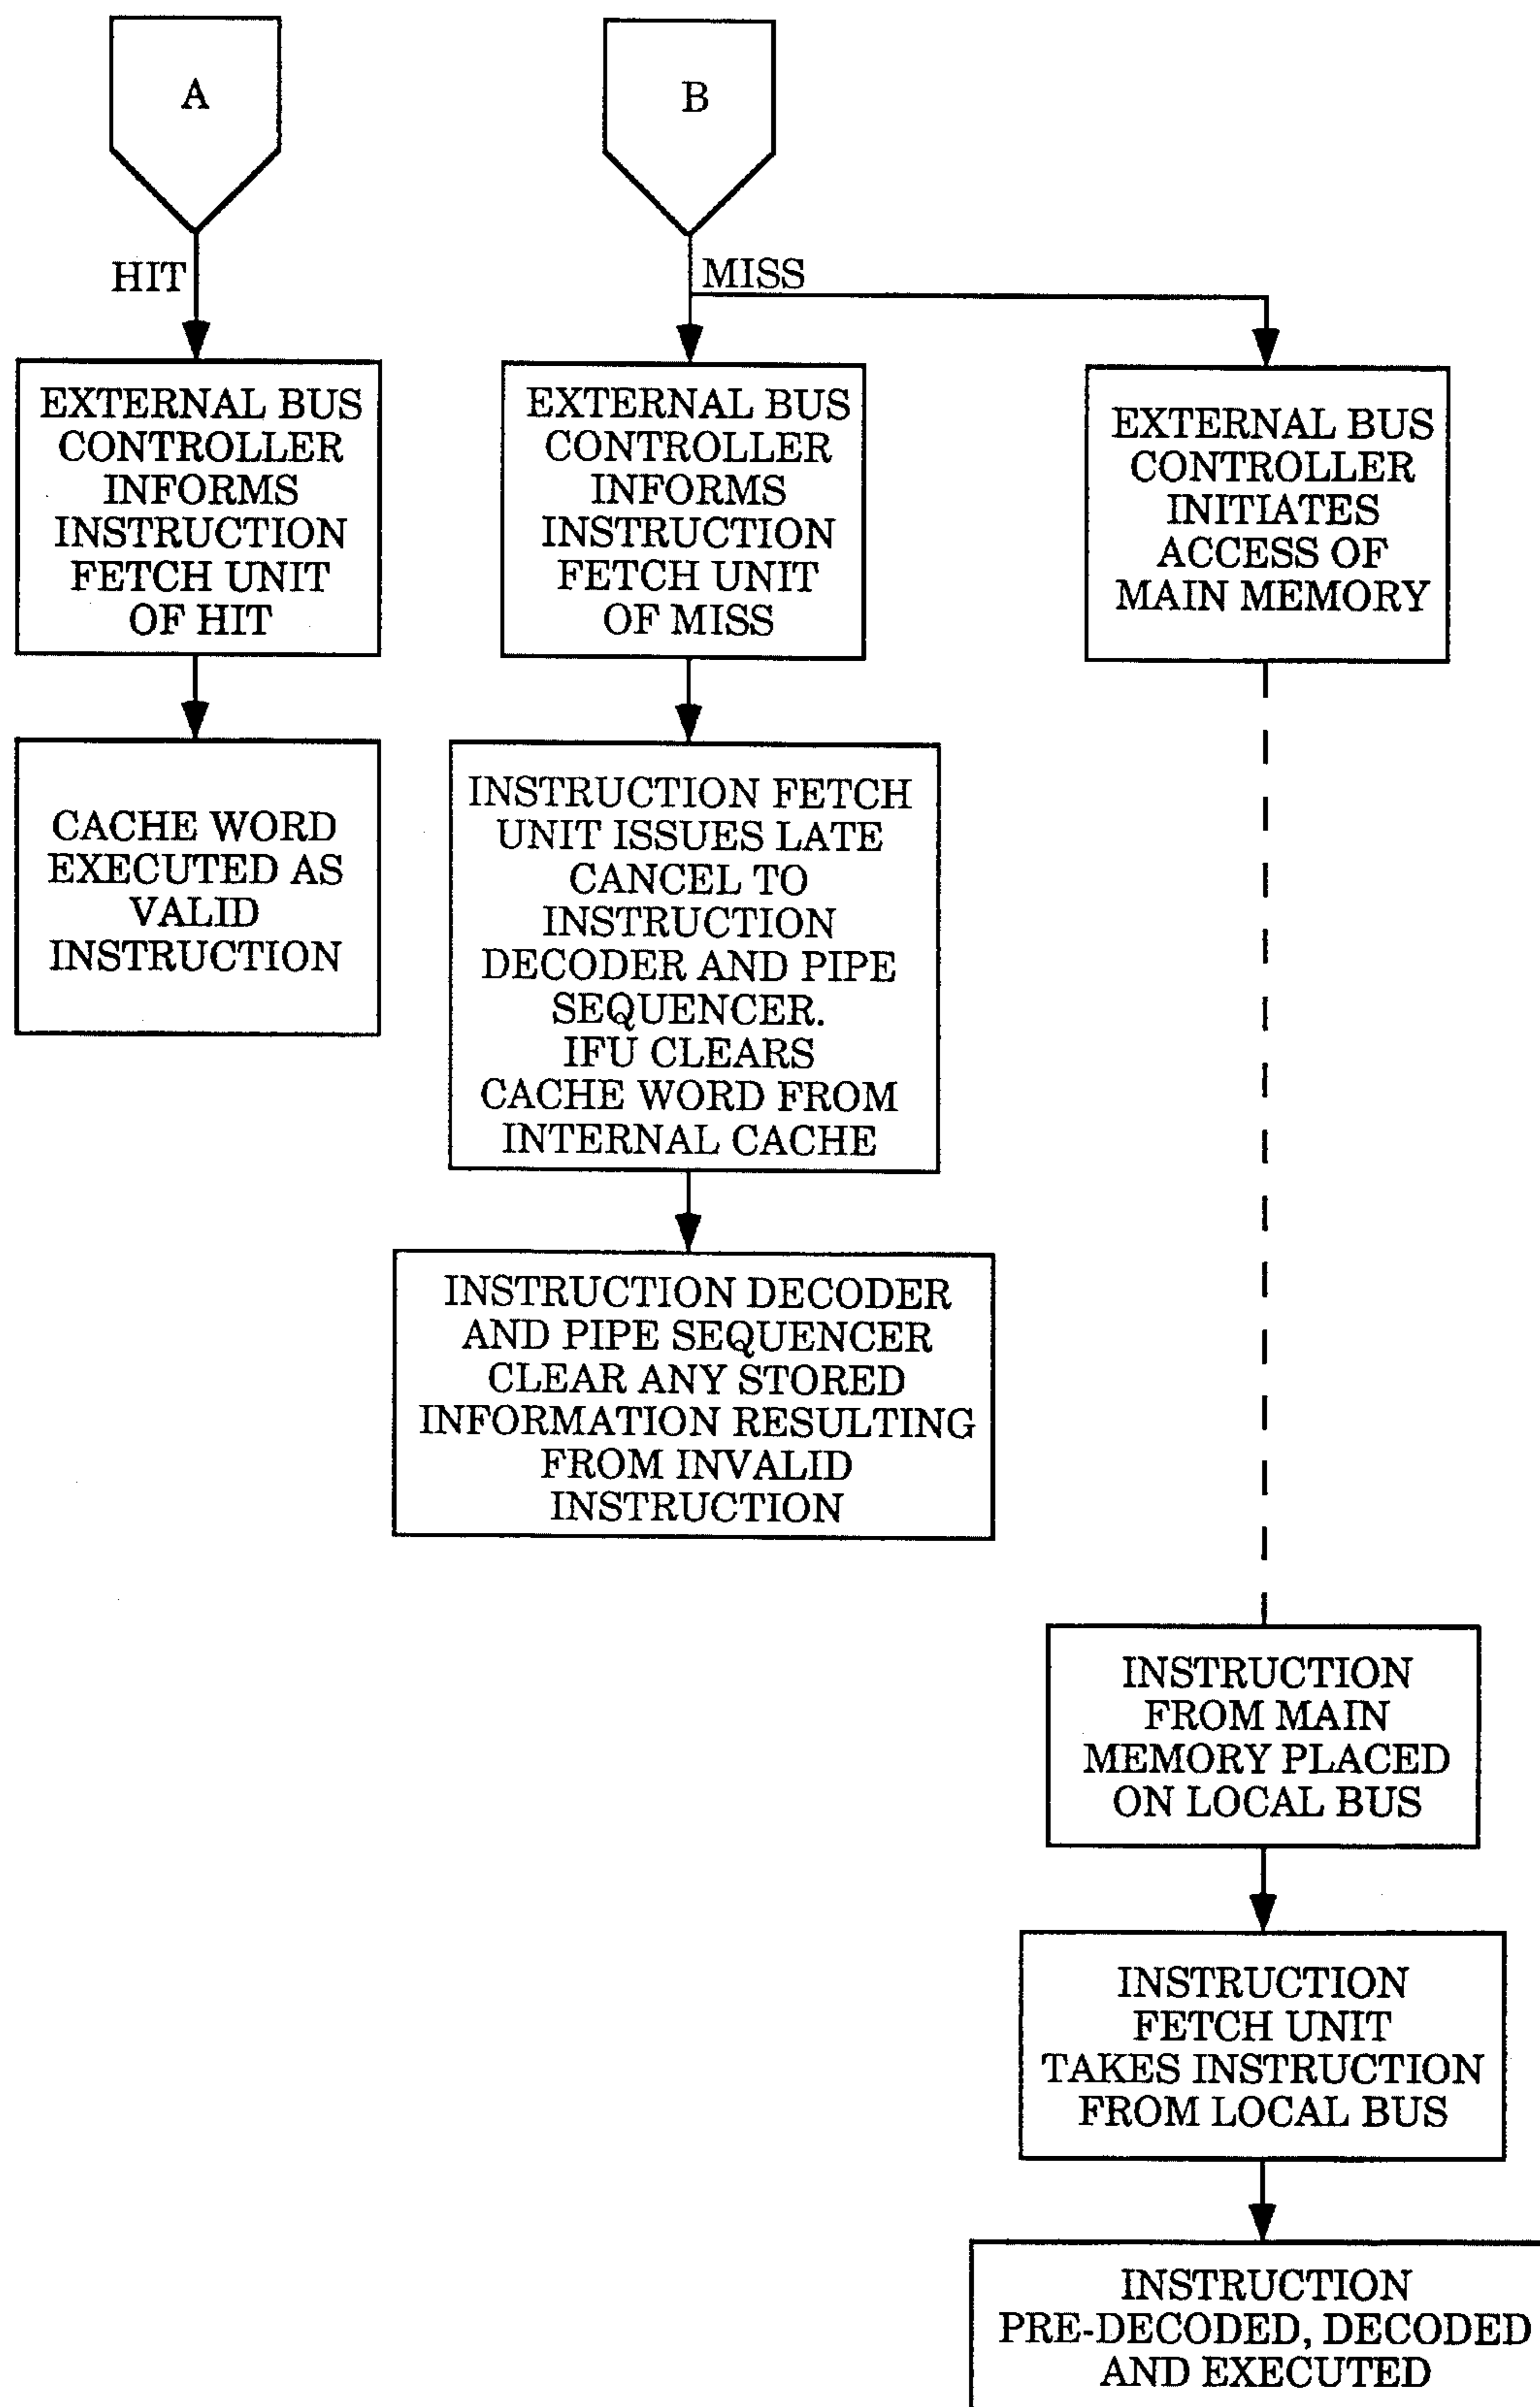 A
B
HIT
MISS
EXTERNAL BUS
CONTROLLER
INFORMS
INSTRUCTION
FETCH UNIT
OF HIT
EXTERNAL BUS
CONTROLLER
INFORMS
INSTRUCTION
FETCH UNIT
OF MISS
EXTERNAL BUS
CONTROLLER
INITIATES
ACCESS OF
MAIN MEMORY
CACHE WORD
EXECUTED AS
VALID
INSTRUCTION
INSTRUCTION FETCH
UNIT ISSUES LATE
CANCEL TO
INSTRUCTION
DECODER AND PIPE
SEQUENCER.
IFU CLEARS
CACHE WORD FROM
INTERNAL CACHE
INSTRUCTION DECODER
AND PIPE SEQUENCER
CLEAR ANY STORED
INFORMATION RESULTING
FROM INVALID
INSTRUCTION
INSTRUCTION
FROM MAIN
MEMORY PLACED
ON LOCAL BUS
INSTRUCTION
FETCH UNIT
TAKES INSTRUCTION
FROM LOCAL BUS
INSTRUCTION
PRE-DECODED, DECODED
AND EXECUTED